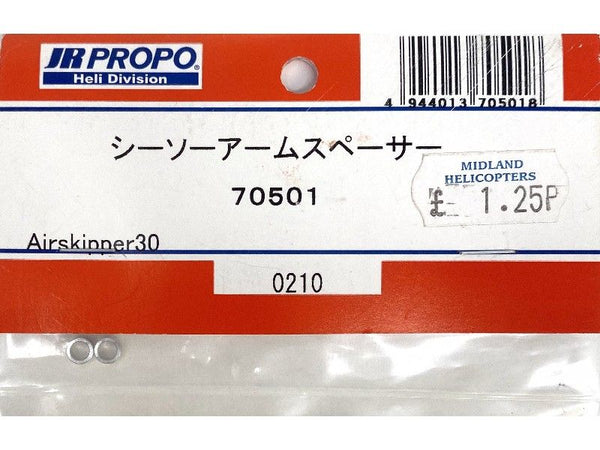 JR PROPO®
Heli Division
4 944013 705018
シーソーアームスペーサー
70501
MIDLAND
HELICOPTERS
£ 1.25P
Airskipper30
0210